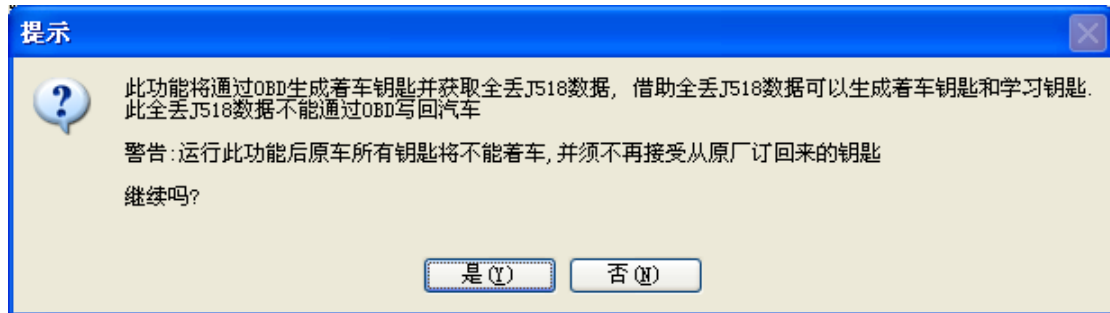 提示
此功能将通过OBD生成着车钥匙并获取全丢J518数据, 借助全丢J518数据可以生成着车钥匙和学习钥匙.
此全丢J518数据不能通过OBD写回汽车
警告:运行此功能后原车所有钥匙将不能着车,并须不再接受从原厂订回来的钥匙
继续吗?
是(Y)
否(N)